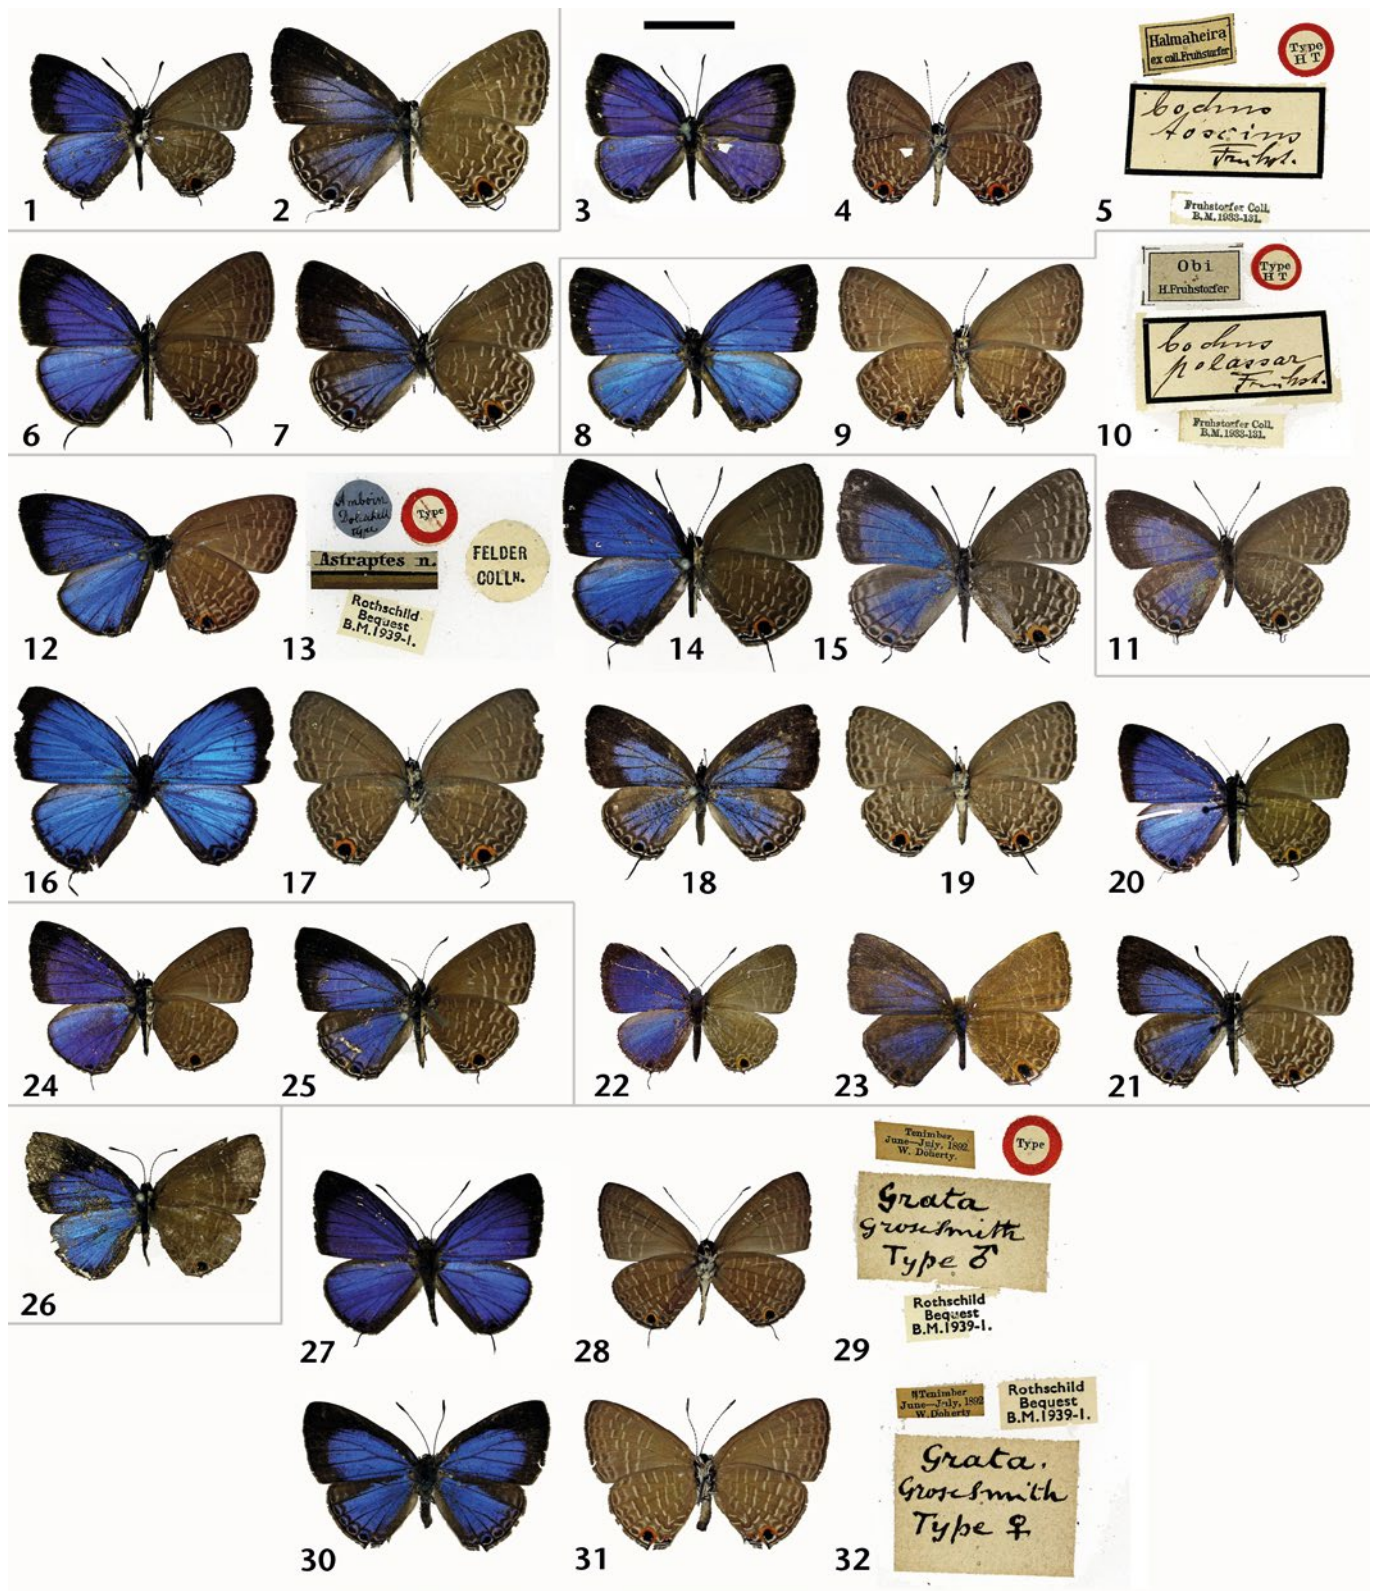 1
2
3
4
Halmaheira
ex coll. Fruhstorfer
Type
H T
bochus
Fruhst.
Fruhstorfer Coll.
B.M. 1933-131.
5
6
7
8
9
Obi
H. Fruhstorfer
Type
H T
bochus
polassar
Fruhst.
Fruhstorfer Coll.
B.M. 1933-131.
10
12
Amboin
Type
Type
Astraptes n.
FELDER
COLLN.
Rothschild
Bequest
B.M.1939-1.
13
14
15
11
16
17
18
19
20
24
25
22
23
21
26
27
28
Tenimber,
June—July, 1892.
W. Doherty.
Type
Grata
Grose Smith
Type ♂
Rothschild
Bequest
B.M.1939-1.
29
30
31
Tenimber
June—July, 1892
W. Doherty
Rothschild
Bequest
B.M.1939-1.
Grata.
Grose Smith
Type ♀
32